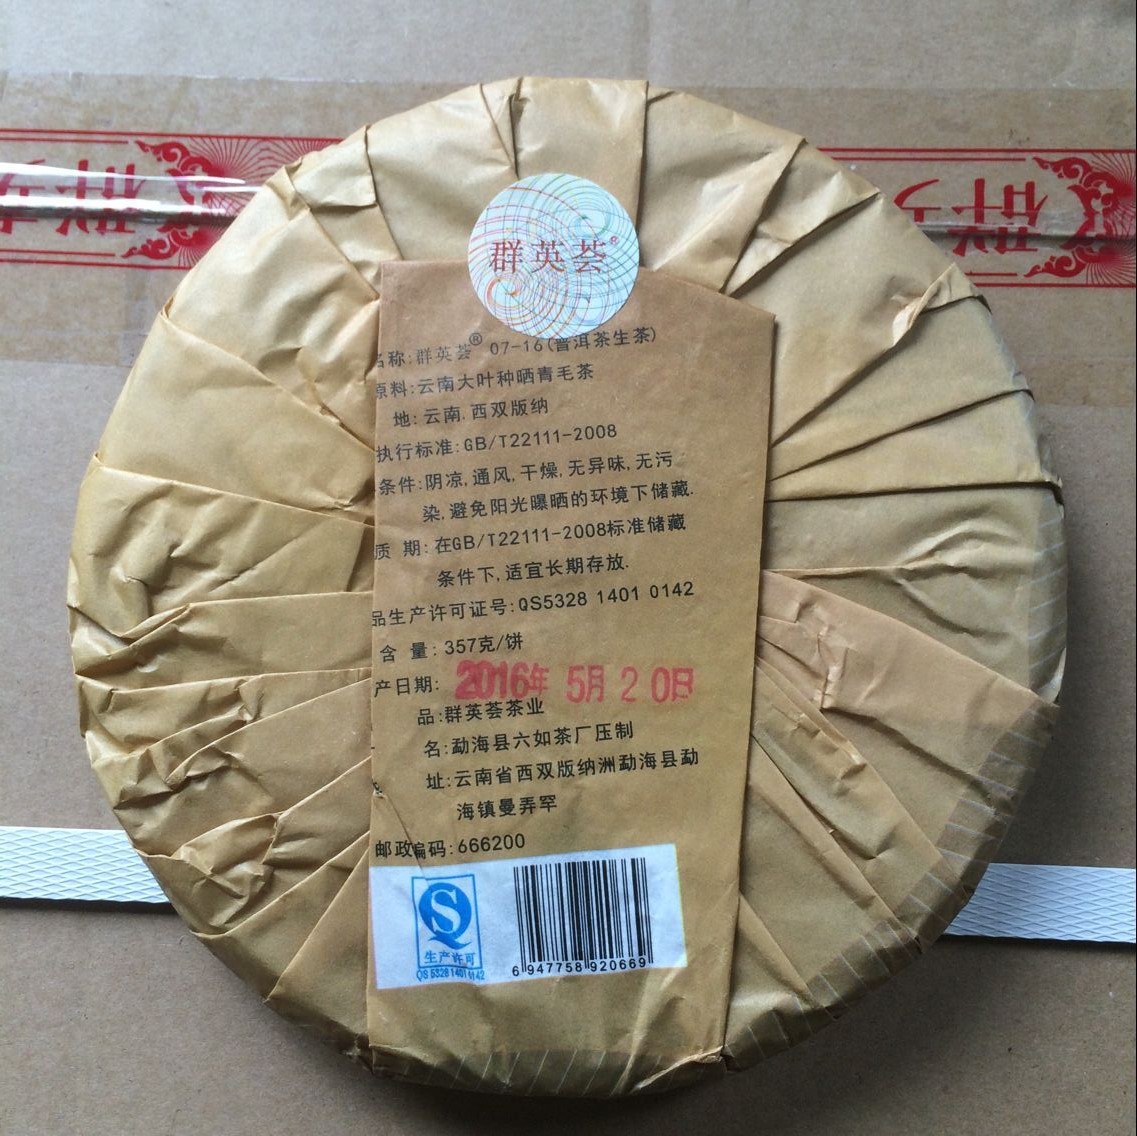 群英荟®
名称:群英荟® 07-16(普洱茶生茶)
原料:云南大叶种晒青毛茶
地:云南.西双版纳
执行标准:GB/T22111-2008
条件:阴凉,通风,干燥,无异味,无污
染,避免阳光曝晒的环境下储藏.
质 期:在GB/T22111-2008标准储藏
条件下,适宜长期存放.
品生产许可证号:QS5328 1401 0142
含 量:357克/饼
产日期:2016年 5月20日
品:群英荟茶业
名:勐海县六如茶厂压制
址:云南省西双版纳洲勐海县勐
海镇曼弄罕
邮政编码:666200
QS
生产许可
QS 5328 1401 0142
6 947758 920669